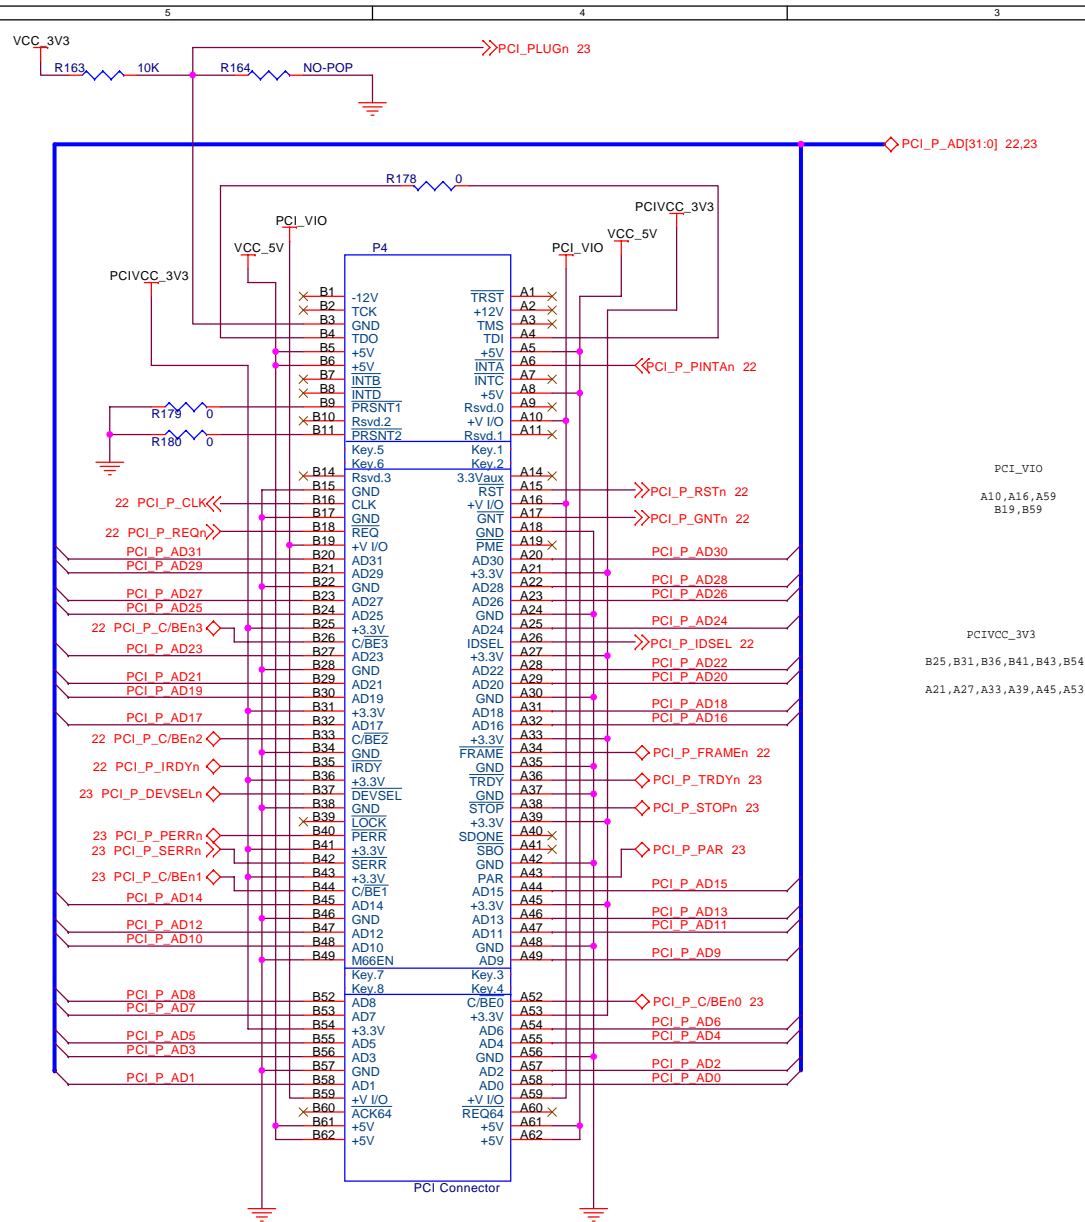 5 4 3
VCC_3V3
PCI_PLUGn 23
R163 10K R164 NO-POP
PCI_P_AD[31:0] 22,23
R178 0
PCIVCC_3V3
PCI_VIO
VCC_5V
VCC_5V P4 PCI_VIO
PCIVCC_3V3
B1 -12V TRST A1
B2 TCK +12V A2
B3 GND TMS A3
B4 TDO TDI A4
B5 +5V +5V A5
B6 +5V INTA A6 PCI_P_PINTAn 22
B7 INTB INTC A7
B8 INTD +5V A8
R179 0 B9 PRSNT1 Rsvd.0 A9
B10 Rsvd.2 +V I/O A10
R180 0 B11 PRSNT2 Rsvd.1 A11
Key.5 Key.1
Key.6 Key.2
B14 Rsvd.3 3.3Vaux A14
B15 GND RST A15 PCI_P_RSTn 22
22 PCI_P_CLK B16 CLK +V I/O A16
B17 GND GNT A17 PCI_P_GNTn 22
22 PCI_P_REQn B18 REQ GND A18
B19 +V I/O PME A19
PCI_P_AD31 B20 AD31 AD30 A20 PCI_P_AD30
PCI_P_AD29 B21 AD29 +3.3V A21
B22 GND AD28 A22 PCI_P_AD28
PCI_P_AD27 B23 AD27 AD26 A23 PCI_P_AD26
PCI_P_AD25 B24 AD25 GND A24
22 PCI_P_C/BEn3 B25 +3.3V AD24 A25 PCI_P_AD24
B26 C/BE3 IDSEL A26 PCI_P_IDSEL 22
PCI_P_AD23 B27 AD23 +3.3V A27
B28 GND AD22 A28 PCI_P_AD22
PCI_P_AD21 B29 AD21 AD20 A29 PCI_P_AD20
PCI_P_AD19 B30 AD19 GND A30
B31 +3.3V AD18 A31 PCI_P_AD18
PCI_P_AD17 B32 AD17 AD16 A32 PCI_P_AD16
22 PCI_P_C/BEn2 B33 C/BE2 +3.3V A33
B34 GND FRAME A34 PCI_P_FRAMEn 22
22 PCI_P_IRDYn B35 IRDY GND A35
B36 +3.3V TRDY A36 PCI_P_TRDYn 23
23 PCI_P_DEVSELn B37 DEVSEL GND A37
B38 GND STOP A38 PCI_P_STOPn 23
B39 LOCK +3.3V A39
23 PCI_P_PERRn B40 PERR SDONE A40
23 PCI_P_SERRn B41 +3.3V SBO A41 PCI_P_PAR 23
B42 SERR GND A42
23 PCI_P_C/BEn1 B43 +3.3V PAR A43
B44 C/BE1 AD15 A44 PCI_P_AD15
PCI_P_AD14 B45 AD14 +3.3V A45
B46 GND AD13 A46 PCI_P_AD13
PCI_P_AD12 B47 AD12 AD11 A47 PCI_P_AD11
PCI_P_AD10 B48 AD10 GND A48
B49 M66EN AD9 A49 PCI_P_AD9
Key.7 Key.3
Key.8 Key.4
PCI_P_AD8 B52 AD8 C/BE0 A52 PCI_P_C/BEn0 23
PCI_P_AD7 B53 AD7 +3.3V A53
B54 +3.3V AD6 A54 PCI_P_AD6
PCI_P_AD5 B55 AD5 AD4 A55 PCI_P_AD4
PCI_P_AD3 B56 AD3 GND A56
B57 GND AD2 A57 PCI_P_AD2
PCI_P_AD1 B58 AD1 AD0 A58 PCI_P_AD0
B59 +V I/O +V I/O A59
B60 ACK64 REQ64 A60
B61 +5V +5V A61
B62 +5V +5V A62
PCI Connector
PCI_VIO
A10,A16,A59
B19,B59
PCIVCC_3V3
B25,B31,B36,B41,B43,B54
A21,A27,A33,A39,A45,A53